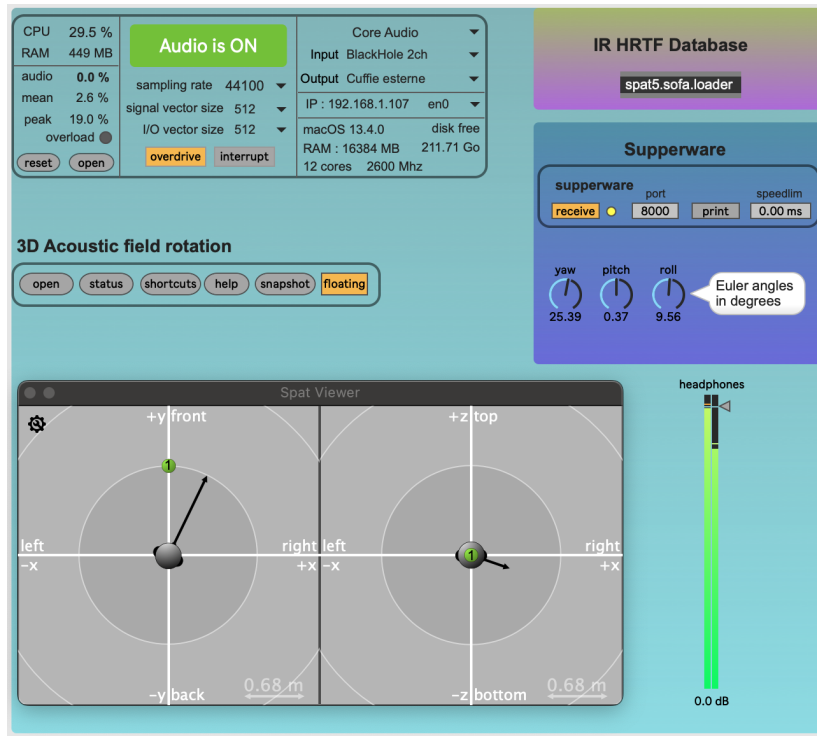 CPU 29.5 %
RAM 449 MB
audio 0.0 %
mean 2.6 %
peak 19.0 %
overload
reset open
Audio is ON
sampling rate 44100
signal vector size 512
I/O vector size 512
overdrive interrupt
Core Audio
Input BlackHole 2ch
Output Cuffie esterne
IP : 192.168.1.107 en0
macOS 13.4.0 disk free
RAM : 16384 MB 211.71 Go
12 cores 2600 Mhz
IR HRTF Database
spat5.sofa.loader
Supperware
supperware port speedlim
receive 8000 print 0.00 ms
yaw pitch roll
25.39 0.37 9.56
Euler angles
in degrees
3D Acoustic field rotation
open status shortcuts help snapshot floating
Spat Viewer
+y front
1
left right
-x +x
-y back
0.68 m
+z top
left right
1
-x +x
-z bottom
0.68 m
headphones
0.0 dB